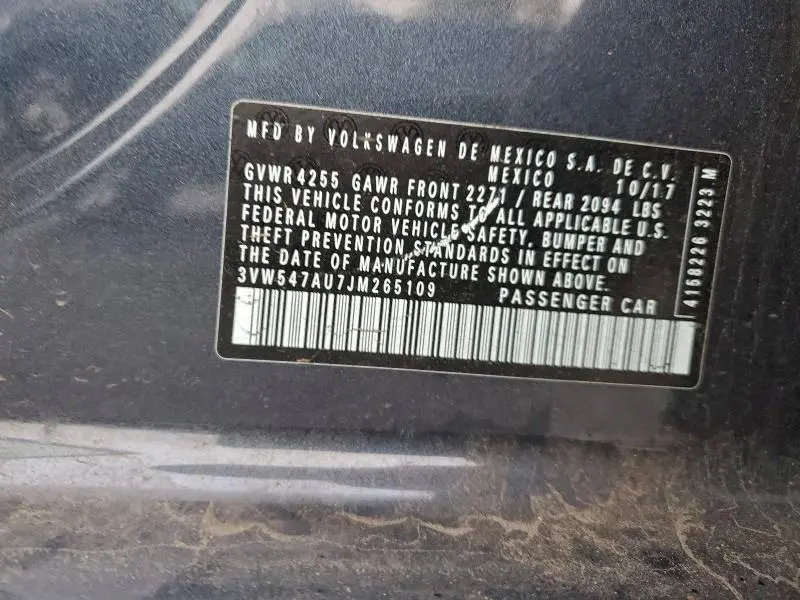 MFD BY VOLKSWAGEN DE MEXICO S.A. DE C.V.
MEXICO 10/17
GVWR 4255 GAWR FRONT 2271 / REAR 2094 LBS
THIS VEHICLE CONFORMS TO ALL APPLICABLE U.S.
FEDERAL MOTOR VEHICLE SAFETY, BUMPER AND
THEFT PREVENTION STANDARDS IN EFFECT ON
THE DATE OF MANUFACTURE SHOWN ABOVE.
3VW547AU7JM265109 PASSENGER CAR
4158226 3223 M